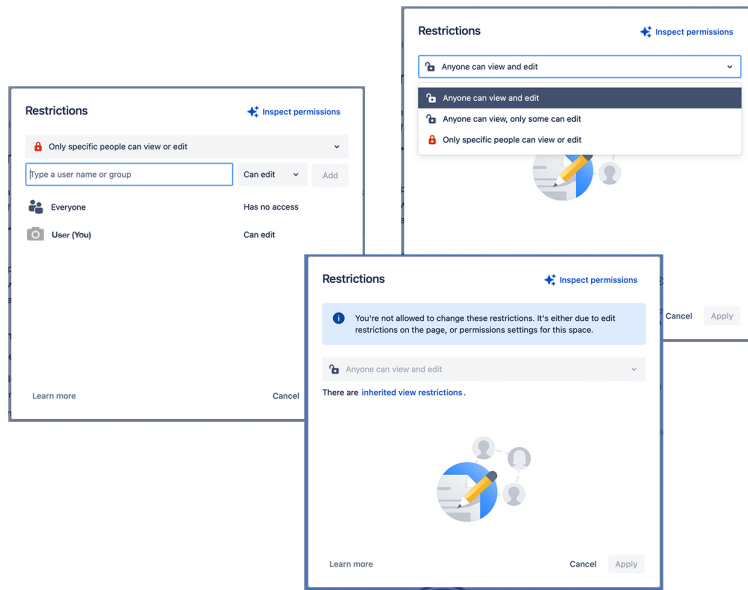 Restrictions
Inspect permissions
Anyone can view and edit
Anyone can view and edit
Anyone can view, only some can edit
Only specific people can view or edit
Cancel
Apply
Restrictions
Inspect permissions
Only specific people can view or edit
Type a user name or group
Can edit
Add
Everyone
Has no access
User (You)
Can edit
Learn more
Cancel
Restrictions
Inspect permissions
You're not allowed to change these restrictions. It's either due to edit
restrictions on the page, or permissions settings for this space.
Anyone can view and edit
There are inherited view restrictions.
Learn more
Cancel
Apply